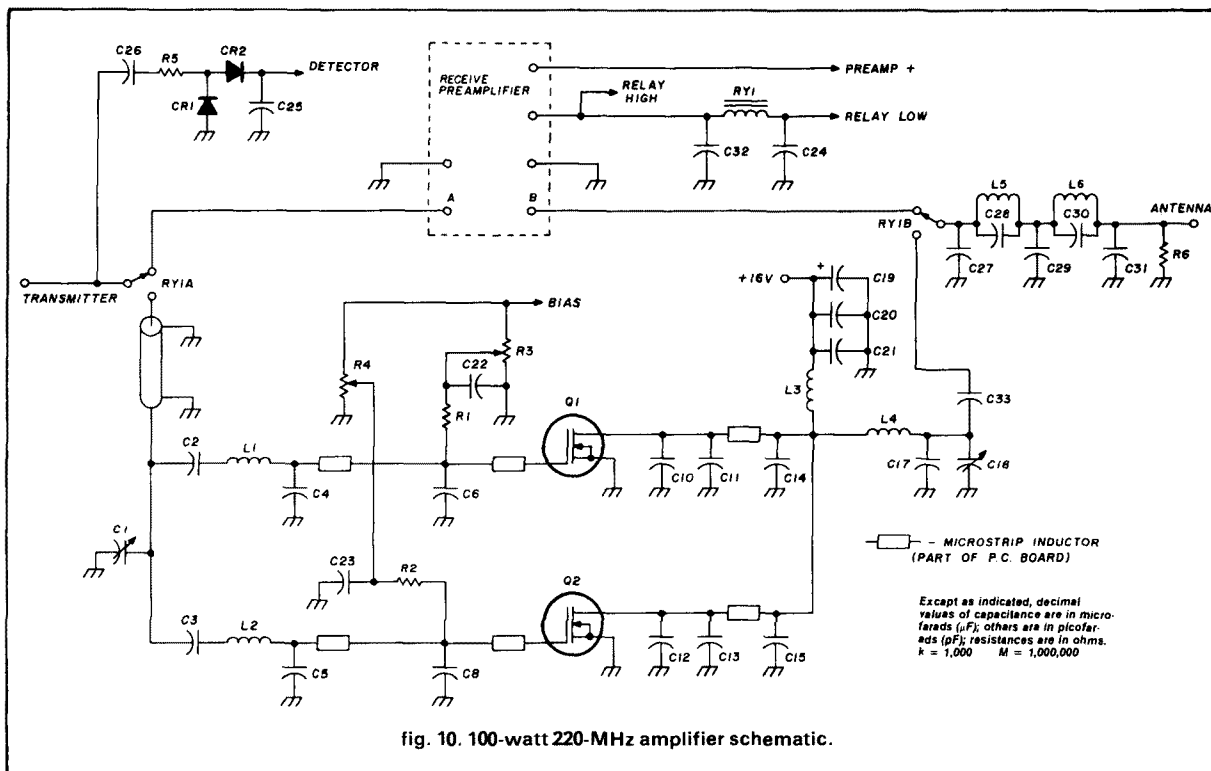 C26
R5
CR2
DETECTOR
CR1
C25
RECEIVE
PREAMPLIFIER
PREAMP +
RELAY
HIGH
RY1
RELAY LOW
C32
C24
A
B
L5
L6
C28
C30
ANTENNA
RY1B
C27
C29
C31
R6
TRANSMITTER
RY1A
+16V
+
C19
C20
C21
BIAS
R4
R3
C22
R1
L3
C33
Q1
L4
C2
L1
C4
C6
C10
C11
C14
C17
C18
C1
– MICROSTRIP INDUCTOR
(PART OF P.C. BOARD)
C23
R2
Q2
C3
L2
C5
C8
C12
C13
C15
Except as indicated, decimal
values of capacitance are in micro-
farads (µF); others are in picofar-
ads (pF); resistances are in ohms.
k = 1,000 M = 1,000,000
fig. 10. 100-watt 220-MHz amplifier schematic.